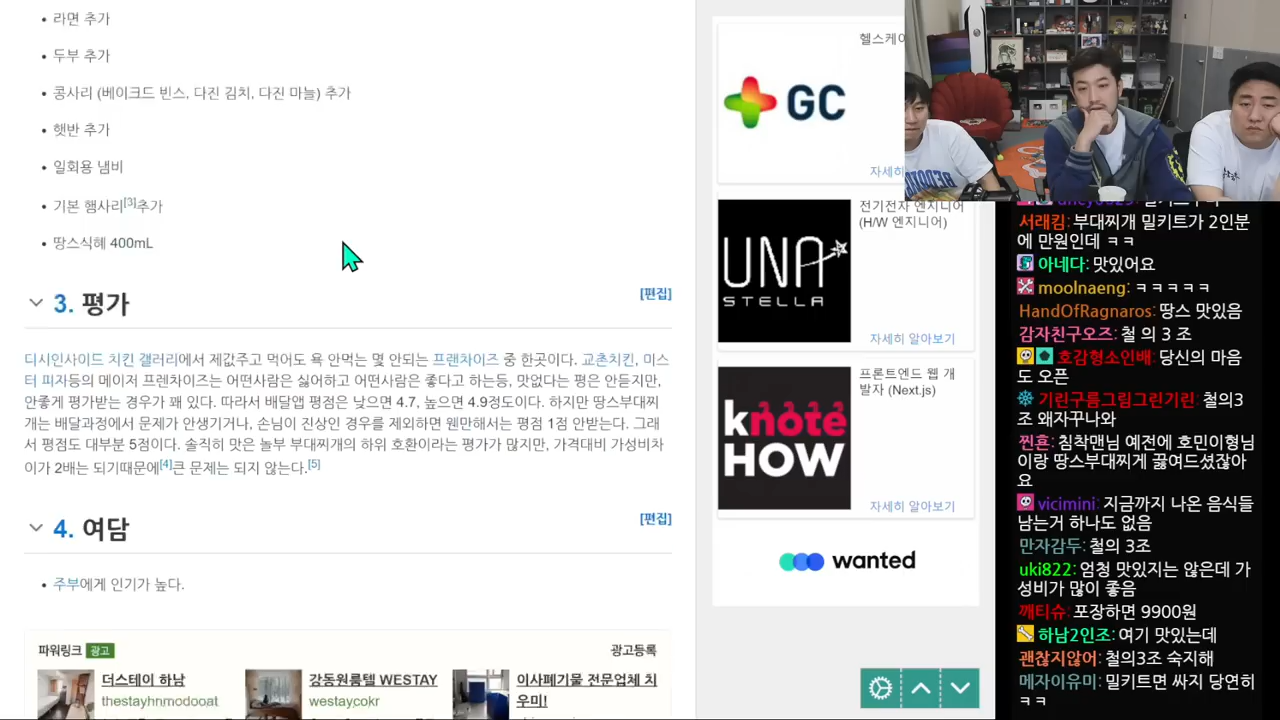 라면 추가
두부 추가
콩사리 (베이크드 빈스, 다진 김치, 다진 마늘) 추가
햇반 추가
일회용 냄비
기본 햄사리[3]추가
땅스식혜 400mL
3. 평가
[편집]
디시인사이드 치킨 갤러리에서 제값주고 먹어도 욕 안먹는 몇 안되는 프랜차이즈 중 한곳이다. 교촌치킨, 미스
터 피자등의 메이저 프렌차이즈는 어떤사람은 싫어하고 어떤사람은 좋다고 하는등, 맛없다는 평은 안듣지만,
안좋게 평가받는 경우가 꽤 있다. 따라서 배달앱 평점은 낮으면 4.7, 높으면 4.9정도이다. 하지만 땅스부대찌
개는 배달과정에서 문제가 안생기거나, 손님이 진상인 경우를 제외하면 웬만해서는 평점 1점 안받는다. 그래
서 평점도 대부분 5점이다. 솔직히 맛은 놀부 부대찌개의 하위 호환이라는 평가가 많지만, 가격대비 가성비차
이가 2배는 되기때문에[4]큰 문제는 되지 않는다.[5]
4. 여담
[편집]
주부에게 인기가 높다.
파워링크 광고
광고등록
더스테이 하남
thestayhnmodooat
강동원룸텔 WESTAY
westay.cokr
이사폐기물 전문업체 치
우미!
헬스케어
GC
자세히
전기전자 엔지니어
(H/W 엔지니어)
UNA
STELLA
자세히 알아보기
프론트엔드 웹 개
발자 (Next.js)
knote
HOW
자세히 알아보기
wanted
서래킴: 부대찌개 밀키트가 2인분
에 만원인데 ㅋㅋ
아네다: 맛있어요
moolnaeng: ㅋㅋㅋㅋㅋ
HandOfRagnaros: 땅스 맛있음
감자친구오즈: 철 의 3 조
호감형소인배: 당신의 마음
도 오픈
기린구름그림그린기린: 철의3
조 왜자꾸나와
찐횬: 침착맨님 예전에 호민이형님
이랑 땅스부대찌게 끓여드셨잖아
요
vicimini: 지금까지 나온 음식들
남는거 하나도 없음
만자감두: 철의 3조
uki822: 엄청 맛있지는 않은데 가
성비가 많이 좋음
깨티슈: 포장하면 9900원
하남2인조: 여기 맛있는데
괜찮지않어: 철의3조 숙지해
메자이유미: 밀키트면 싸지 당연히
ㅋㅋ